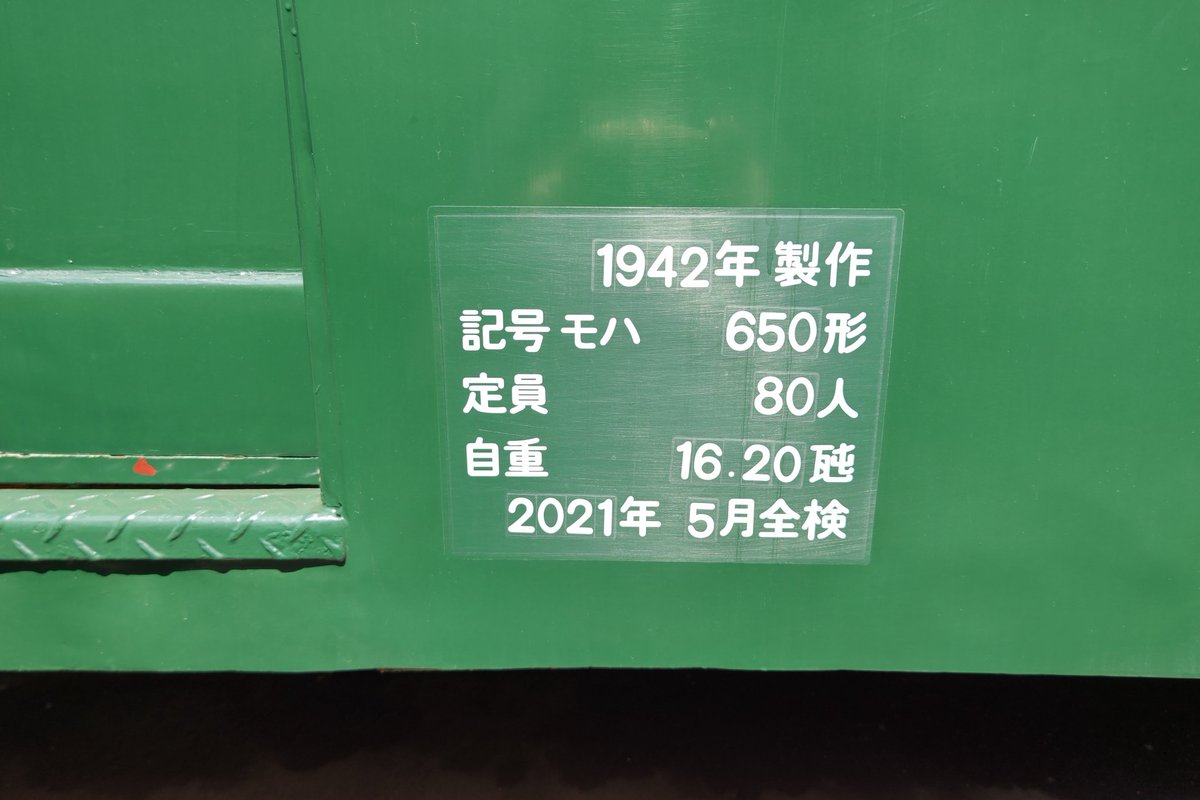 1942年 製作
記号 モハ 650形
定員 80人
自重 16.20瓲
2021年 5月全検